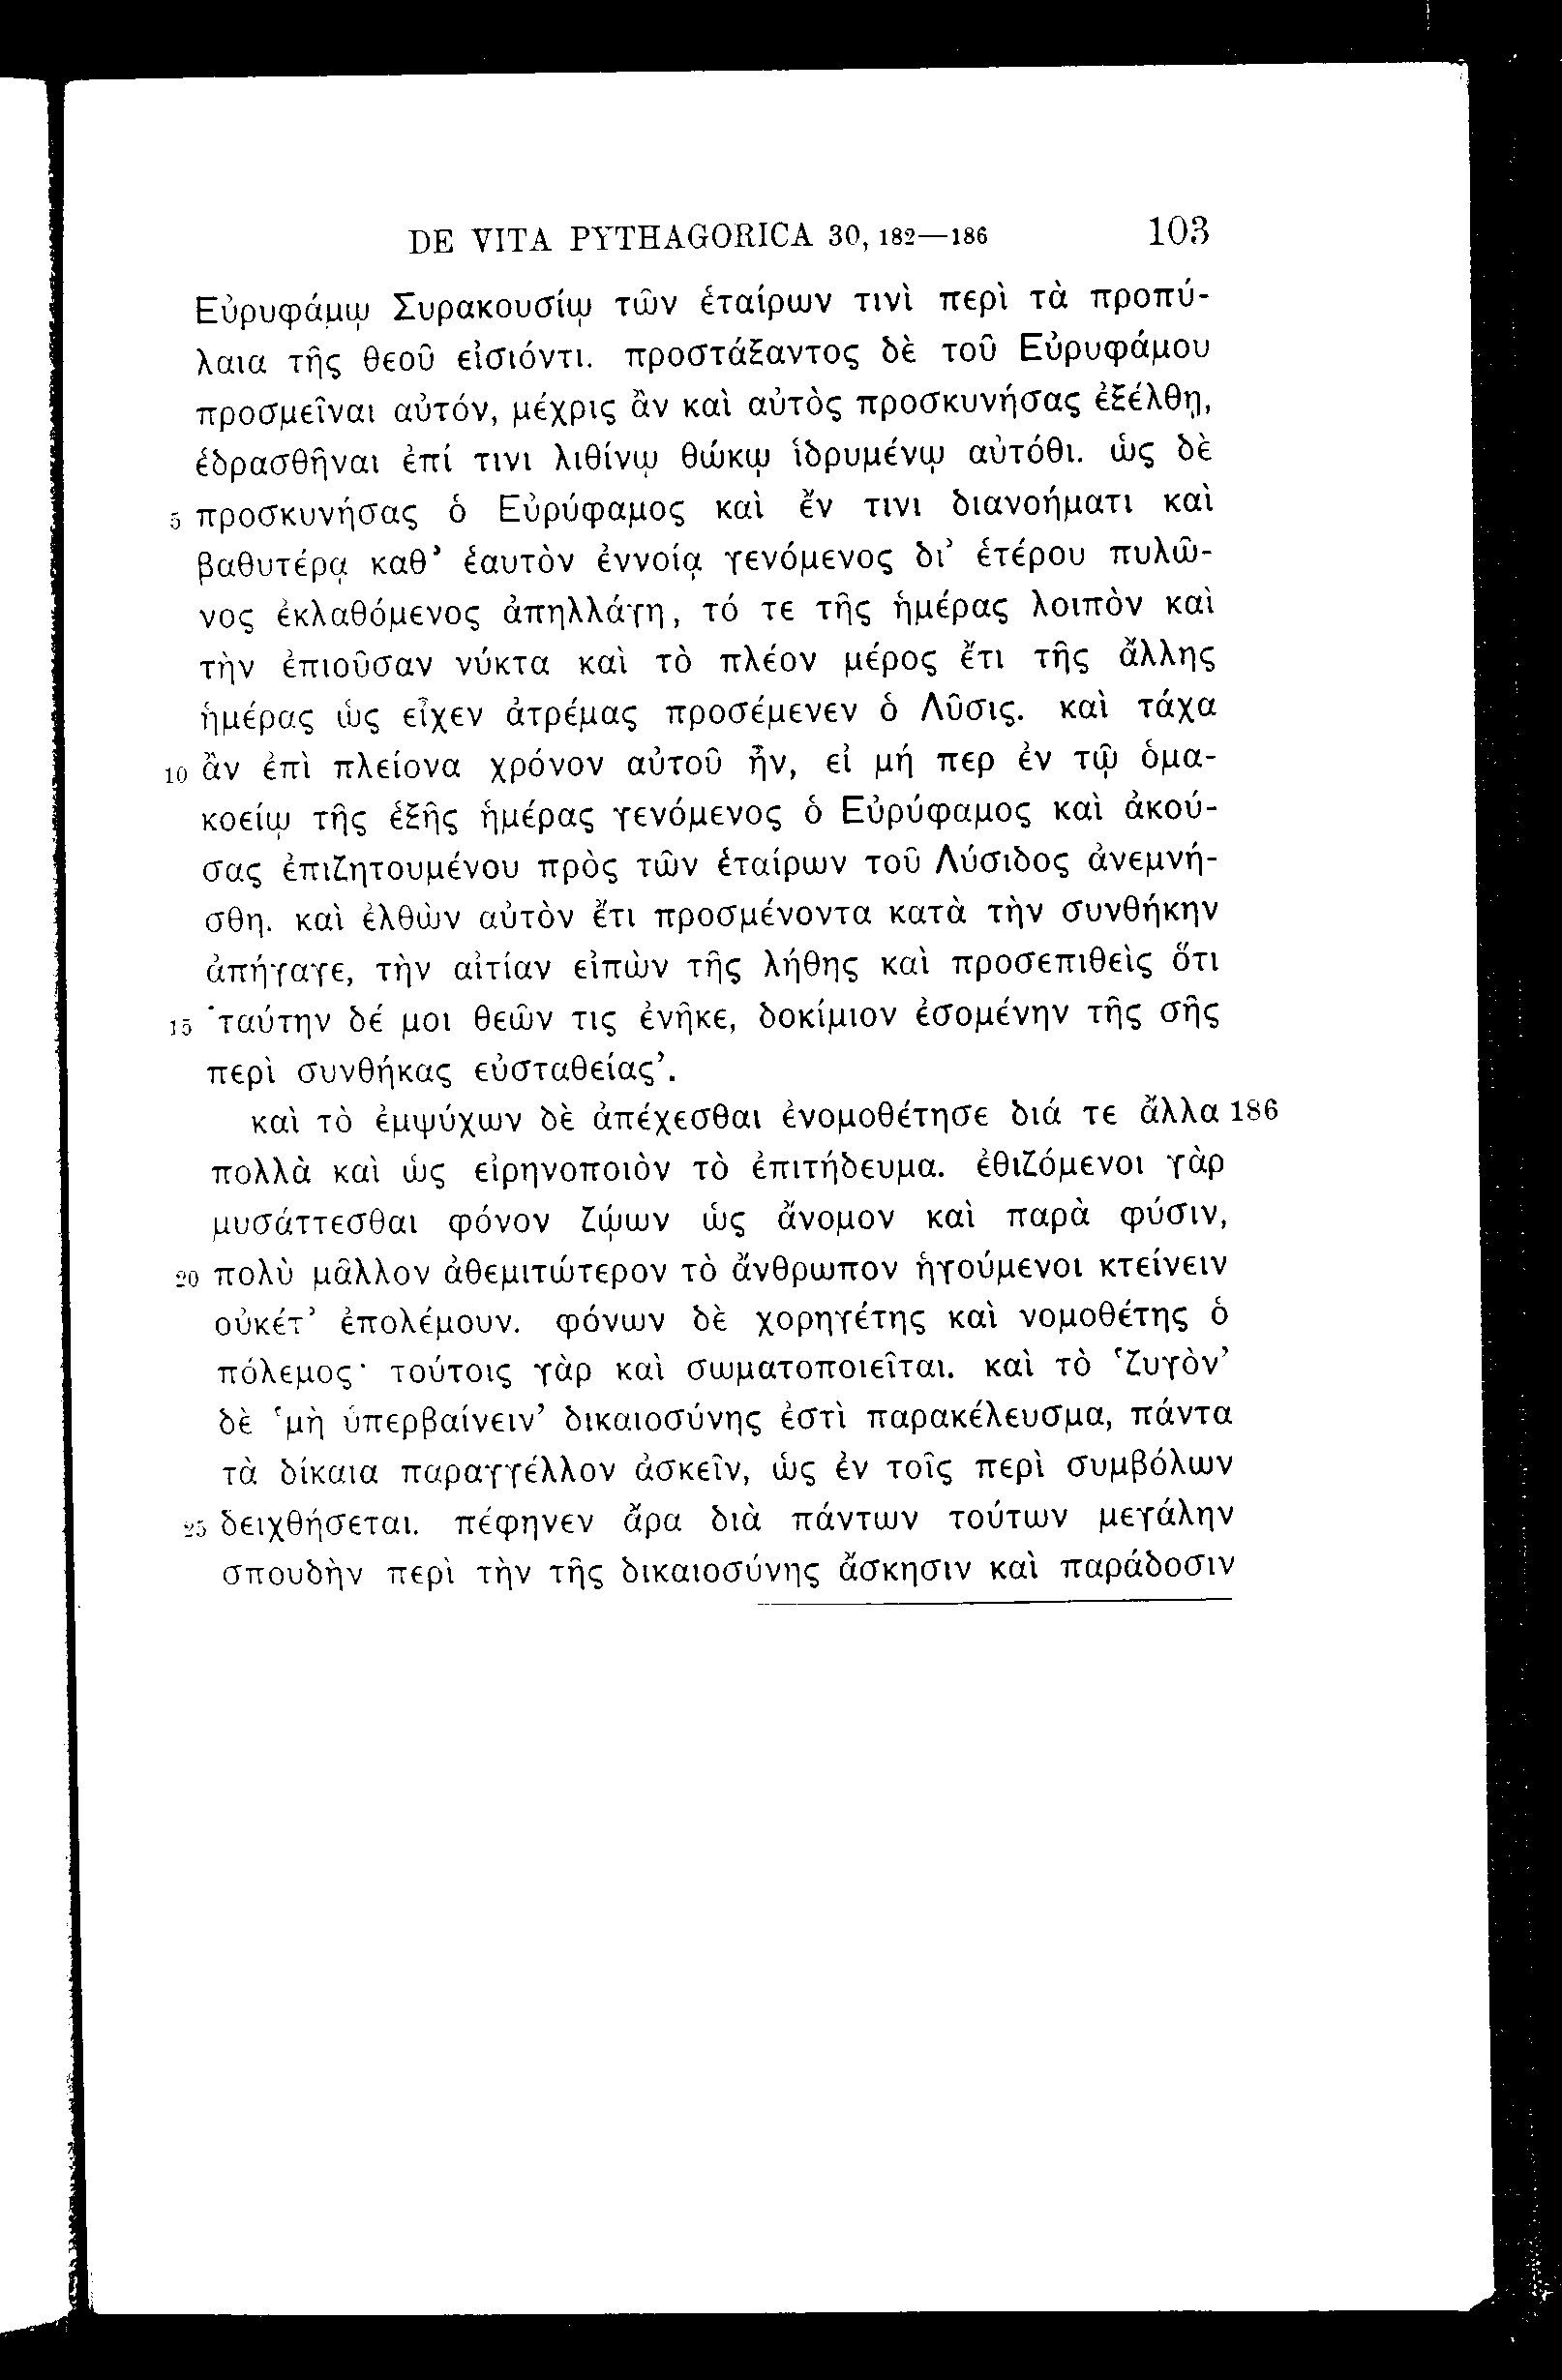 DE VITA PYTHAGORICA 30, 182—186 103
Εὐρυφάμῳ Συρακουσίῳ τῶν ἑταίρων τινὶ περὶ τὰ προπύ-
λαια τῆς θεοῦ εἰσιόντι. προστάξαντος δὲ τοῦ Εὐρυφάμου
προσμεῖναι αὐτόν, μέχρις ἂν καὶ αὐτὸς προσκυνήσας ἐξέλθῃ,
ἑδρασθῆναι ἐπί τινι λιθίνῳ θώκῳ ἱδρυμένῳ αὐτόθι. ὡς δὲ
5 προσκυνήσας ὁ Εὐρύφαμος καὶ ἔν τινι διανοήματι καὶ
βαθυτέρᾳ καθ’ ἑαυτὸν ἐννοίᾳ γενόμενος δι’ ἑτέρου πυλῶ-
νος ἐκλαθόμενος ἀπηλλάγη, τό τε τῆς ἡμέρας λοιπὸν καὶ
τὴν ἐπιοῦσαν νύκτα καὶ τὸ πλέον μέρος ἔτι τῆς ἄλλης
ἡμέρας ὡς εἶχεν ἀτρέμας προσέμενεν ὁ Λῦσις. καὶ τάχα
10 ἂν ἐπὶ πλείονα χρόνον αὐτοῦ ἦν, εἰ μή περ ἐν τῷ ὁμα-
κοείῳ τῆς ἑξῆς ἡμέρας γενόμενος ὁ Εὐρύφαμος καὶ ἀκού-
σας ἐπιζητουμένου πρὸς τῶν ἑταίρων τοῦ Λύσιδος ἀνεμνή-
σθη. καὶ ἐλθὼν αὐτὸν ἔτι προσμένοντα κατὰ τὴν συνθήκην
ἀπήγαγε, τὴν αἰτίαν εἰπὼν τῆς λήθης καὶ προσεπιθεὶς ὅτι
15 ‘ταύτην δέ μοι θεῶν τις ἐνῆκε, δοκίμιον ἐσομένην τῆς σῆς
περὶ συνθήκας εὐσταθείας’.
καὶ τὸ ἐμψύχων δὲ ἀπέχεσθαι ἐνομοθέτησε διά τε ἄλλα 186
πολλὰ καὶ ὡς εἰρηνοποιὸν τὸ ἐπιτήδευμα. ἐθιζόμενοι γὰρ
μυσάττεσθαι φόνον ζῴων ὡς ἄνομον καὶ παρὰ φύσιν,
20 πολὺ μᾶλλον ἀθεμιτώτερον τὸ ἄνθρωπον ἡγούμενοι κτείνειν
οὐκέτ’ ἐπολέμουν. φόνων δὲ χορηγέτης καὶ νομοθέτης ὁ
πόλεμος· τούτοις γὰρ καὶ σωματοποιεῖται. καὶ τὸ ‘ζυγὸν’
δὲ ‘μὴ ὑπερβαίνειν’ δικαιοσύνης ἐστὶ παρακέλευσμα, πάντα
τὰ δίκαια παραγγέλλον ἀσκεῖν, ὡς ἐν τοῖς περὶ συμβόλων
25 δειχθήσεται. πέφηνεν ἄρα διὰ πάντων τούτων μεγάλην
σπουδὴν περὶ τὴν τῆς δικαιοσύνης ἄσκησιν καὶ παράδοσιν